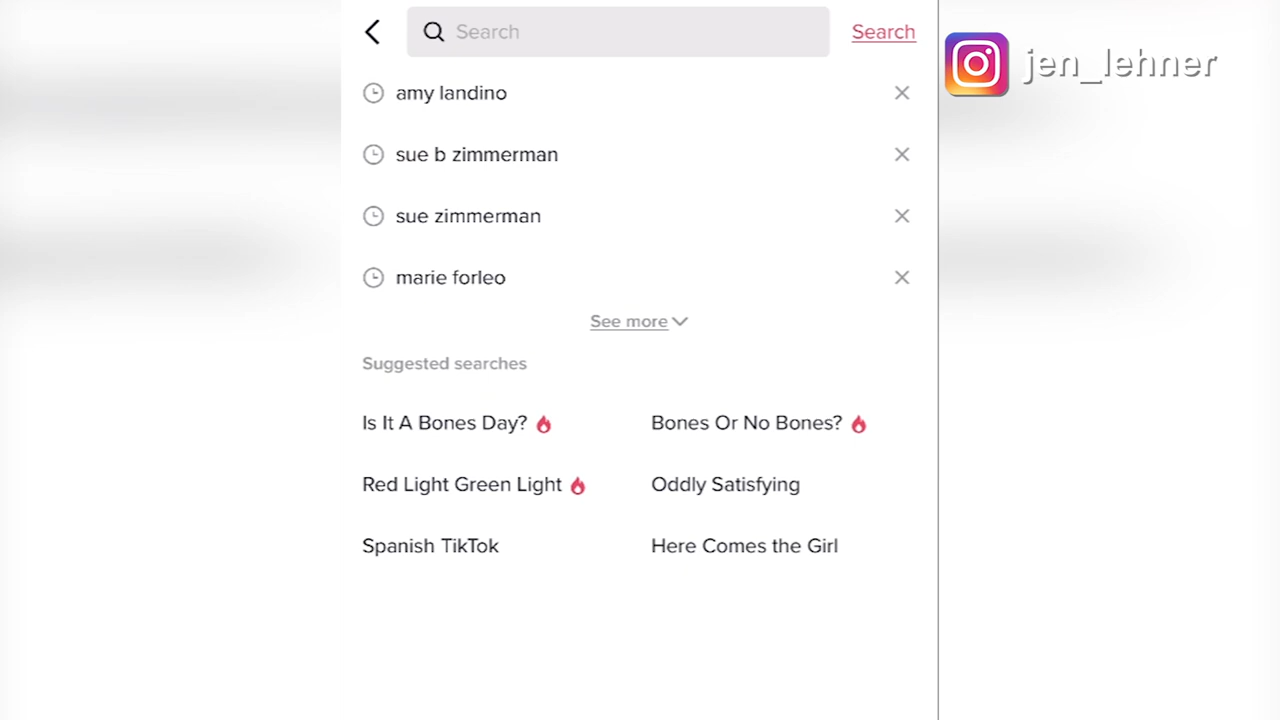 Search Search
jen_lehner
amy landino
sue b zimmerman
sue zimmerman
marie forleo
See more
Suggested searches
Is It A Bones Day? Bones Or No Bones?
Red Light Green Light Oddly Satisfying
Spanish TikTok Here Comes the Girl